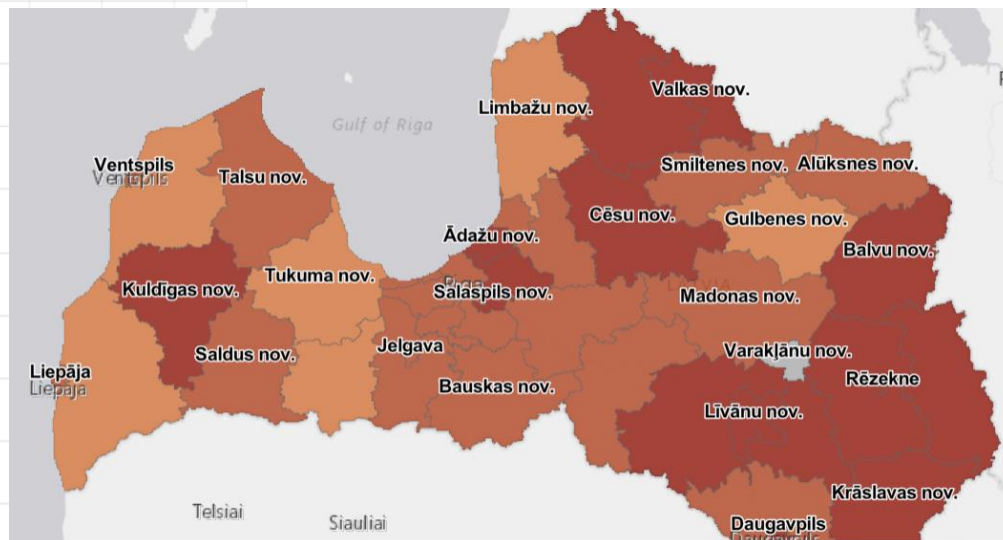 Valkas nov.
Limbažu nov.
Gulf of Riga
Ventspils
Ventspils
Talsu nov.
Smiltenes nov.
Alūksnes nov.
Cēsu nov.
Gulbenes nov.
Ādažu nov.
Balvu nov.
Kuldīgas nov.
Tukuma nov.
Salaspils nov.
Madonas nov.
Saldus nov.
Jelgava
Varakļānu nov.
Liepāja
Liepaja
Bauskas nov.
Rēzekne
Līvānu nov.
Krāslavas nov.
Telsiai
Siauliai
Daugavpils
Daugavpils